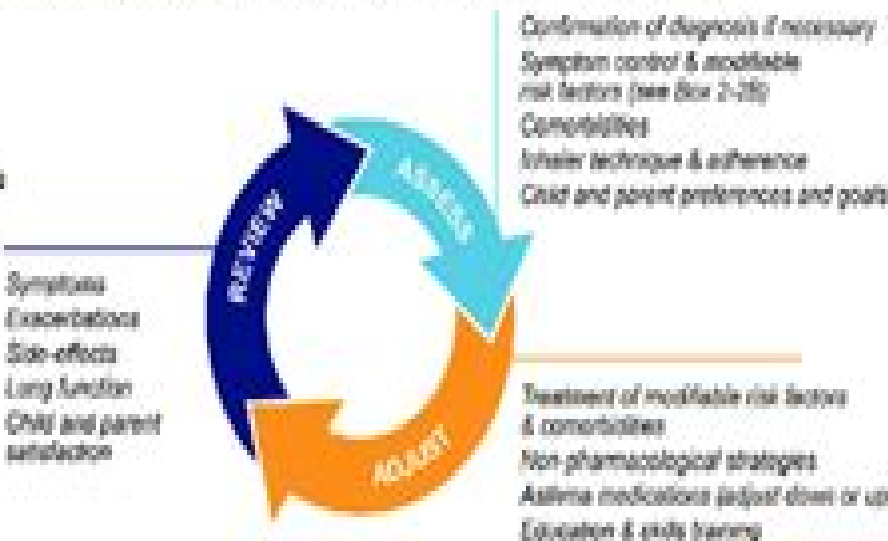 Confirmation of diagnosis if necessary
Symptom control & modifiable
risk factors (see Box 2-2B)
Comorbidities
Inhaler technique & adherence
Child and parent preferences and goals
ASSESS
REVIEW
Symptoms
Exacerbations
Side-effects
Lung function
Child and parent
satisfaction
ADJUST
Treatment of modifiable risk factors
& comorbidities
Non pharmacological strategies
Asthma medications (adjust down or up
Education & skills training